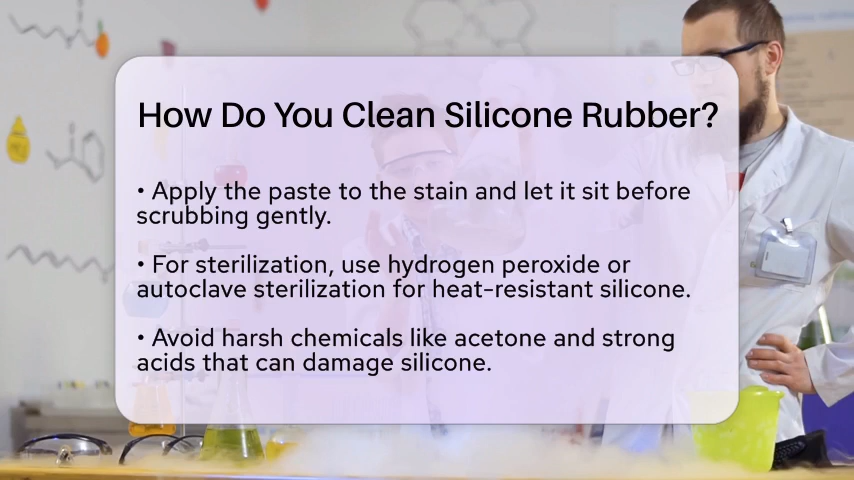 How Do You Clean Silicone Rubber?
• Apply the paste to the stain and let it sit before
scrubbing gently.
• For sterilization, use hydrogen peroxide or
autoclave sterilization for heat-resistant silicone.
• Avoid harsh chemicals like acetone and strong
acids that can damage silicone.